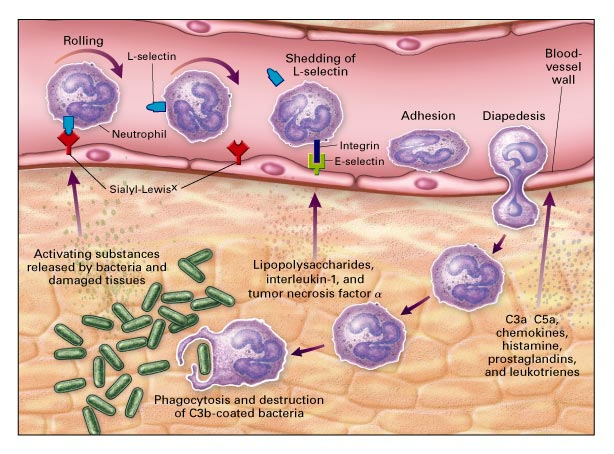 Rolling
L-selectin
Shedding of
L-selectin
Blood-
vessel
wall
Neutrophil
Integrin
E-selectin
Adhesion
Diapedesis
Sialyl-Lewisˣ
Activating substances
released by bacteria and
damaged tissues
Lipopolysaccharides,
interleukin-1, and
tumor necrosis factor α
C3a C5a,
chemokines,
histamine,
prostaglandins,
and leukotrienes
Phagocytosis and destruction
of C3b-coated bacteria